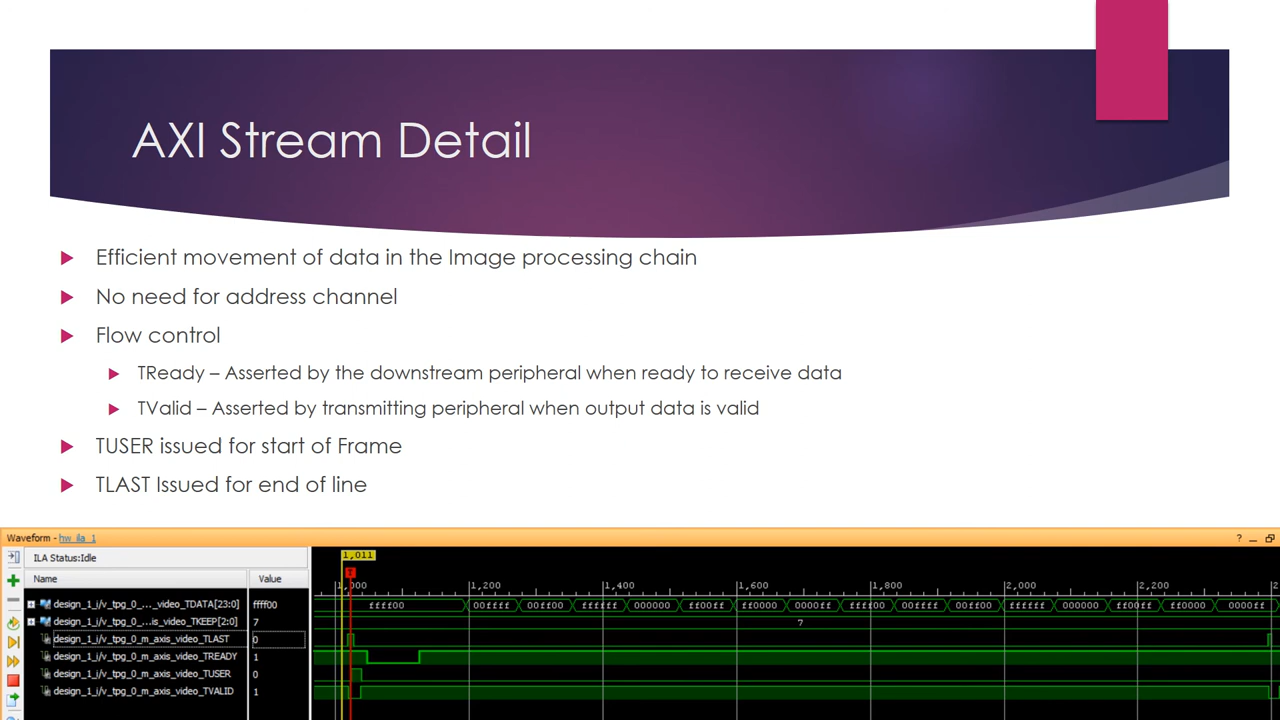 AXI Stream Detail
Efficient movement of data in the Image processing chain
No need for address channel
Flow control
TReady – Asserted by the downstream peripheral when ready to receive data
TValid – Asserted by transmitting peripheral when output data is valid
TUSER issued for start of Frame
TLAST Issued for end of line
Waveform - hw_ila_1
ILA Status:Idle
1,011
Name Value
1,000 1,200 1,400 1,600 1,800 2,000 2,200
design_1_i/v_tpg_0_..._video_TDATA[23:0] ffff00 ffff00 00ffff 00ff00 ffffff 000000 ff00ff ff0000 0000ff ffff00 00ffff 00ff00 ffffff 000000 ff00ff ff0000 0000ff
design_1_i/v_tpg_0_...is_video_TKEEP[2:0] 7 7
design_1_i/v_tpg_0_m_axis_video_TLAST 0
design_1_i/v_tpg_0_m_axis_video_TREADY 1
design_1_i/v_tpg_0_m_axis_video_TUSER 0
design_1_i/v_tpg_0_m_axis_video_TVALID 1